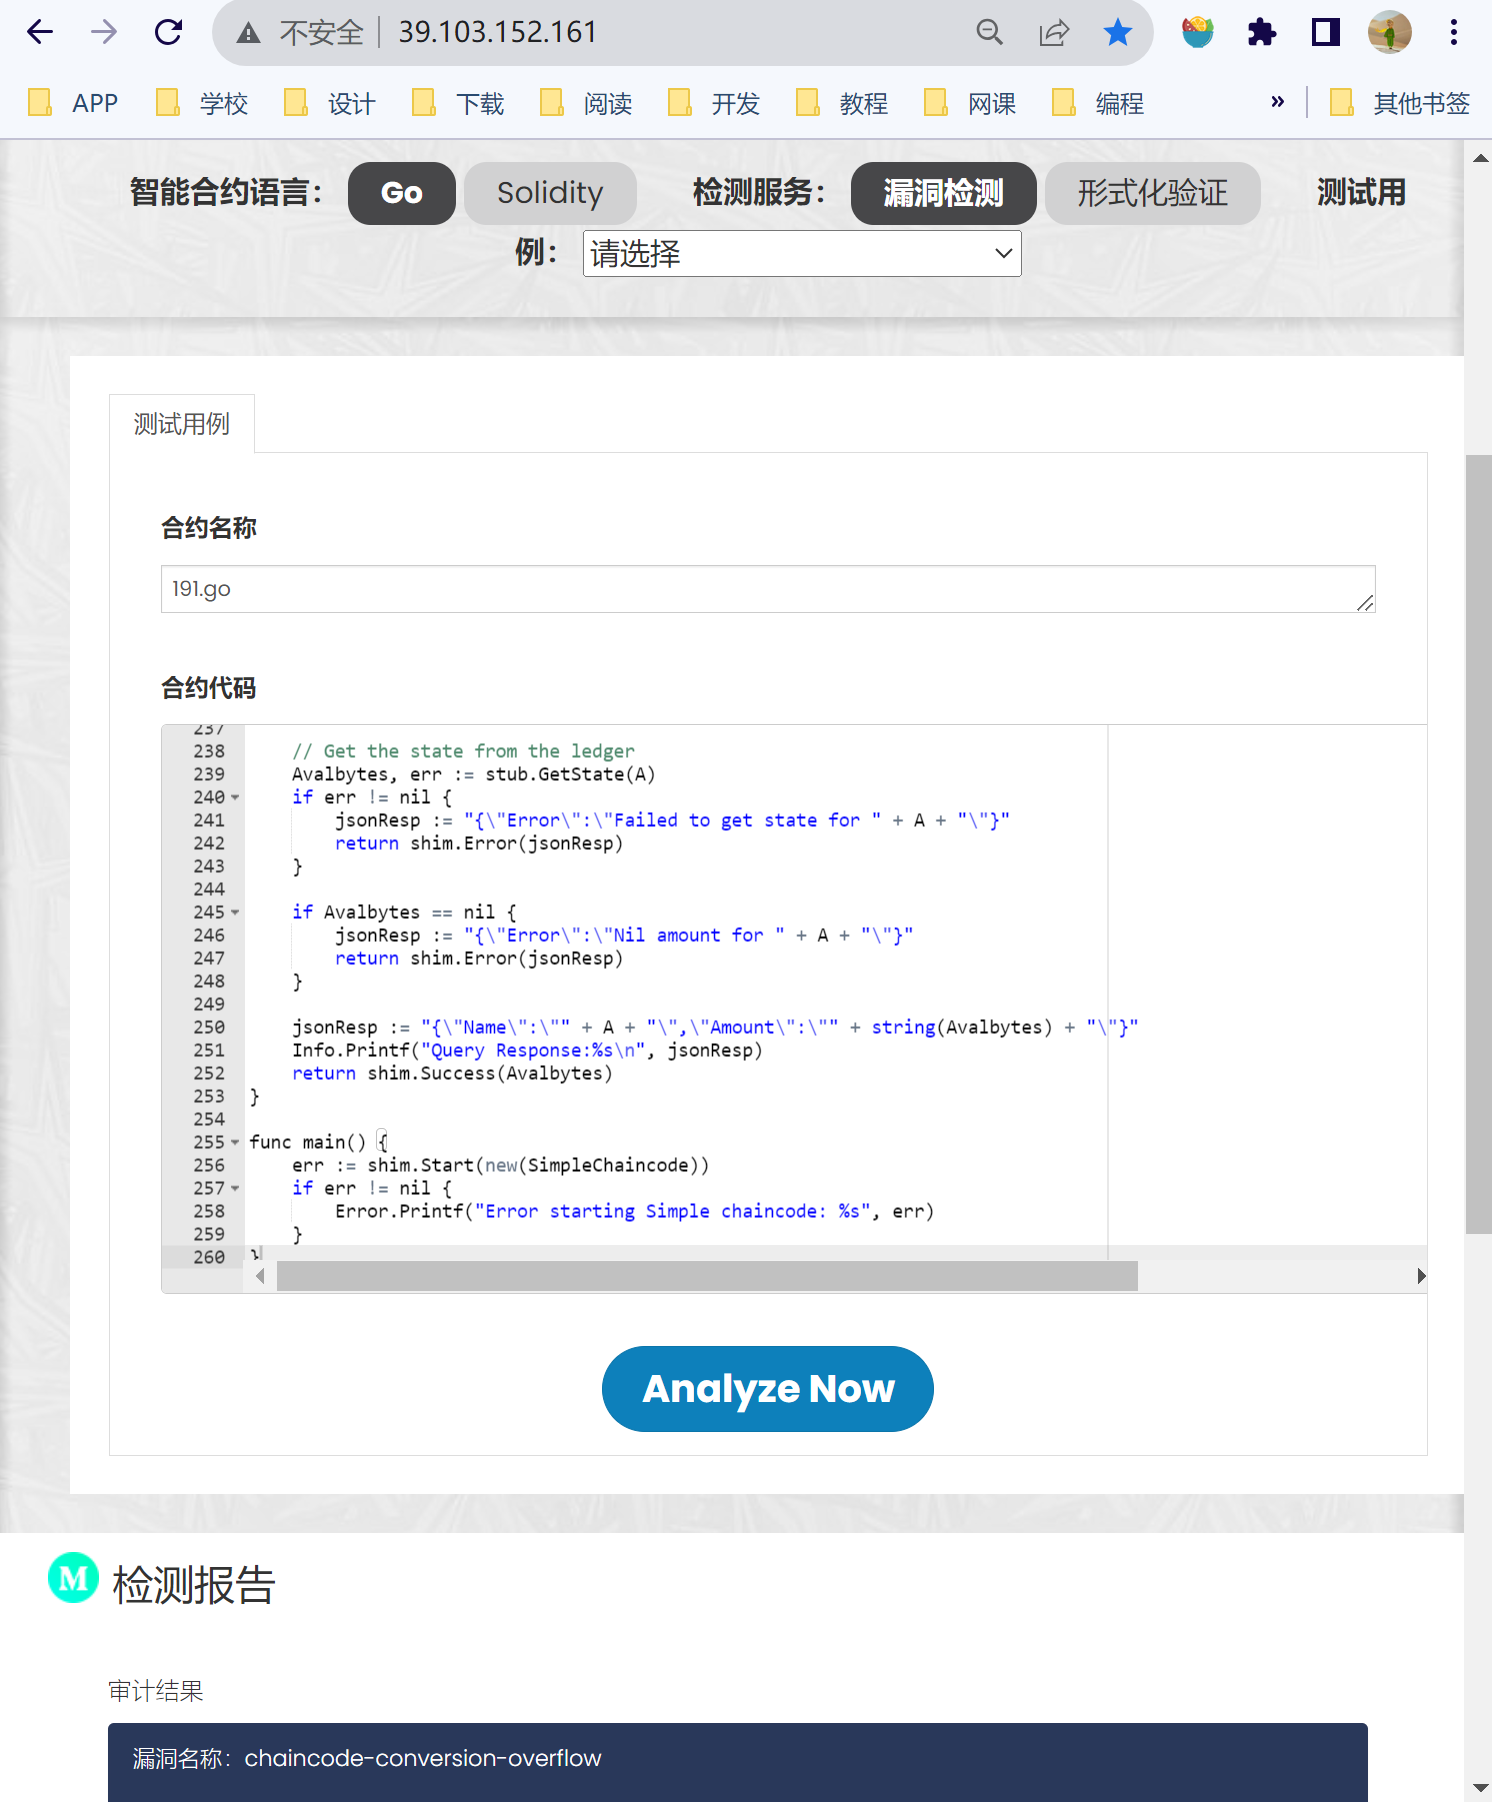 不安全 39.103.152.161
APP 学校 设计 下载 阅读 开发 教程 网课 编程 » 其他书签
智能合约语言： Go Solidity 检测服务： 漏洞检测 形式化验证 测试用
例： 请选择
测试用例
合约名称
191.go
合约代码
237
238     // Get the state from the ledger
239     Avalbytes, err := stub.GetState(A)
240     if err != nil {
241         jsonResp := "{\"Error\":\"Failed to get state for " + A + "\"}"
242         return shim.Error(jsonResp)
243     }
244
245     if Avalbytes == nil {
246         jsonResp := "{\"Error\":\"Nil amount for " + A + "\"}"
247         return shim.Error(jsonResp)
248     }
249
250     jsonResp := "{\"Name\":\"" + A + "\",\"Amount\":\"" + string(Avalbytes) + "\"}"
251     Info.Printf("Query Response:%s\n", jsonResp)
252     return shim.Success(Avalbytes)
253 }
254
255 func main() {
256     err := shim.Start(new(SimpleChaincode))
257     if err != nil {
258         Error.Printf("Error starting Simple chaincode: %s", err)
259     }
260 }
Analyze Now
M 检测报告
审计结果
漏洞名称：chaincode-conversion-overflow